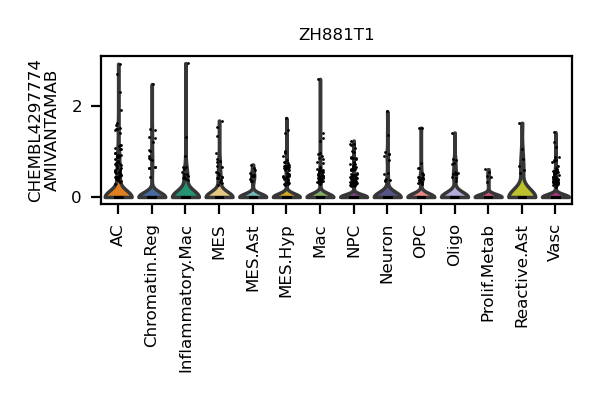 ZH881T1
CHEMBL4297774
AMIVANTAMAB
2
0
AC
Chromatin.Reg
Inflammatory.Mac
MES
MES.Ast
MES.Hyp
Mac
NPC
Neuron
OPC
Oligo
Prolif.Metab
Reactive.Ast
Vasc